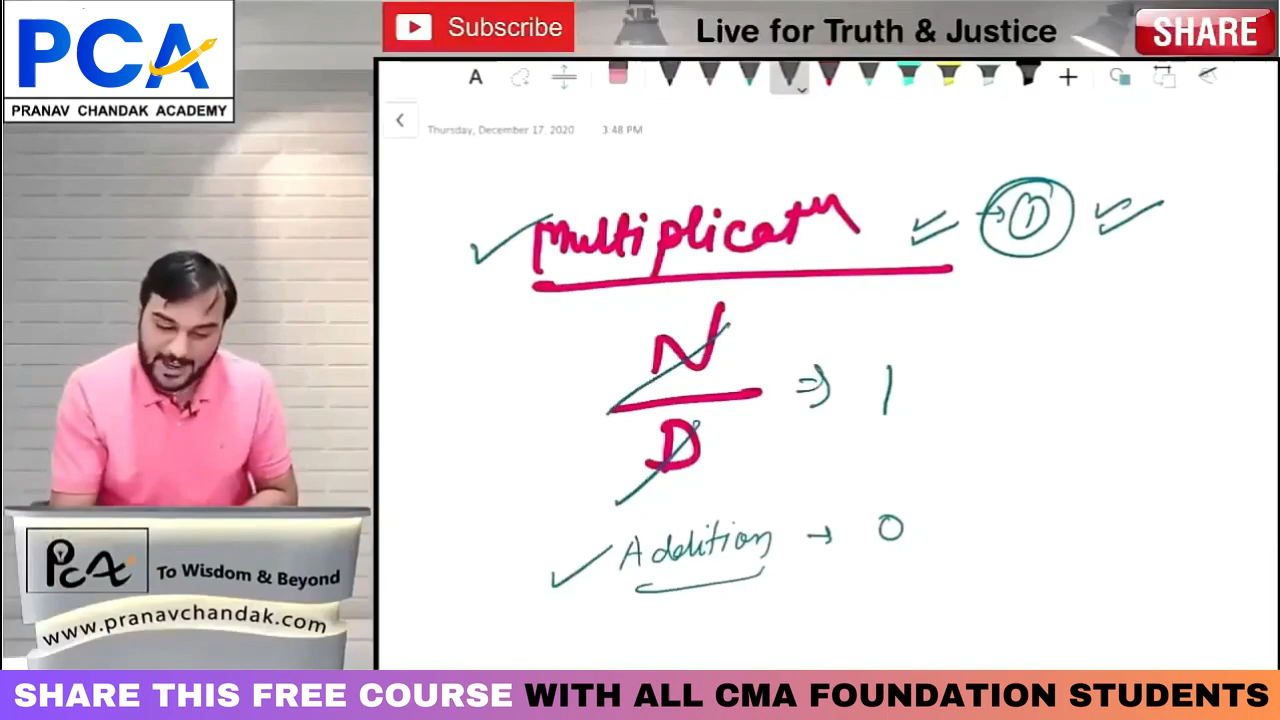 PCA
PRANAV CHANDAK ACADEMY
Subscribe
Live for Truth & Justice
SHARE
A
Thursday, December 17, 2020 3:48 PM
→ 1
N
D
⇒ 1
Addition → 0
PCA
To Wisdom & Beyond
www.pranavchandak.com
SHARE THIS FREE COURSE WITH ALL CMA FOUNDATION STUDENTS